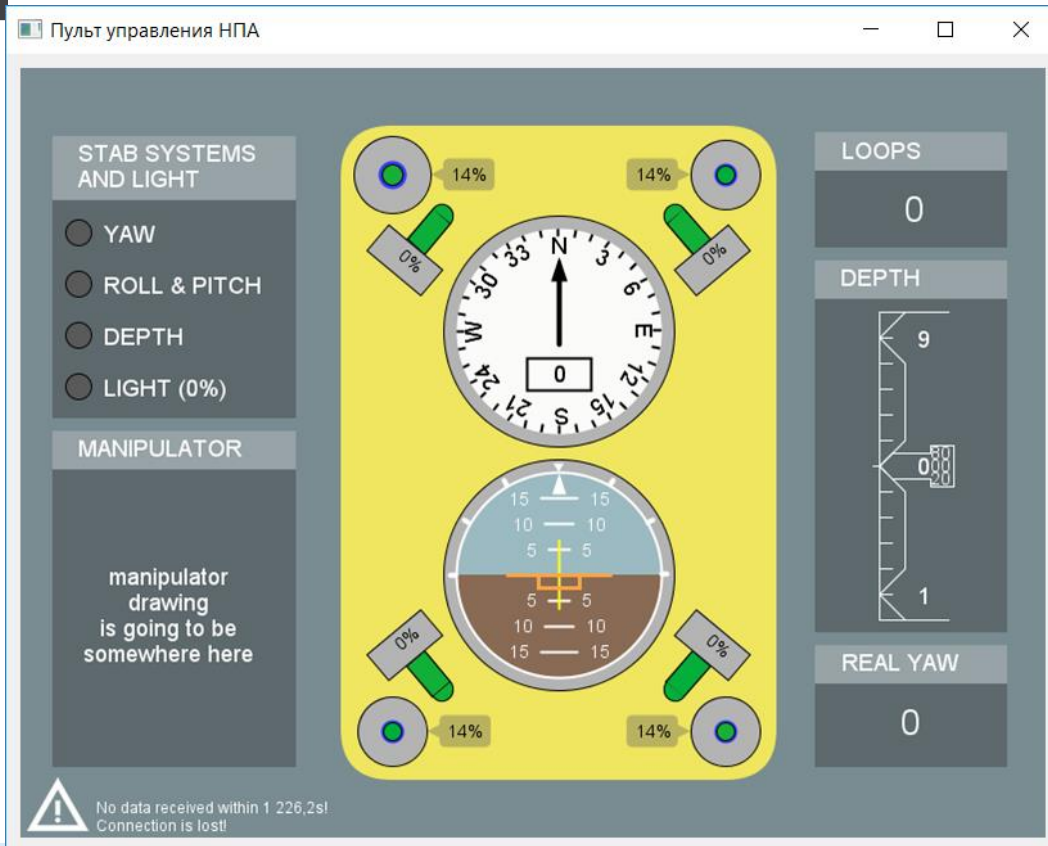 Пульт управления НПА
STAB SYSTEMS
AND LIGHT
YAW
ROLL & PITCH
DEPTH
LIGHT (0%)
MANIPULATOR
manipulator
drawing
is going to be
somewhere here
No data received within 1 226,2s!
Connection is lost!
14%
14%
0%
0%
N
3
6
E
12
15
S
21
24
W
30
33
0
15 15
10 10
5 5
5 5
10 10
15 15
0%
0%
14%
14%
LOOPS
0
DEPTH
9
0
20
1
REAL YAW
0